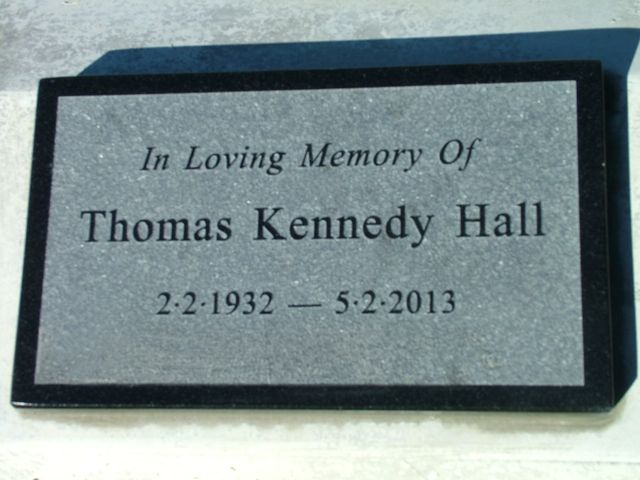 In Loving Memory Of
Thomas Kennedy Hall
2·2·1932 — 5·2·2013